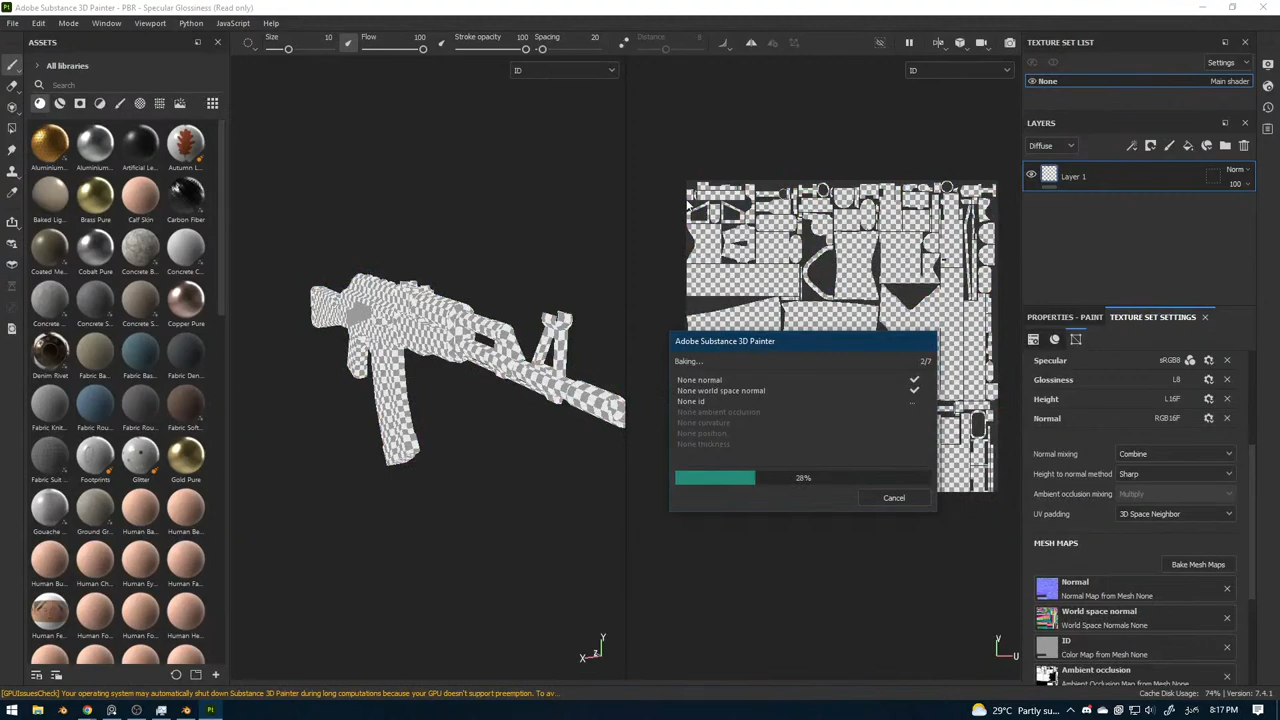 Adobe Substance 3D Painter - PBR - Specular Glossiness (Read only)
File Edit Mode Window Viewport Python JavaScript Help
Size 10 Flow 100 Stroke opacity 100 Spacing 20 Distance 8
ASSETS
All libraries
Search
Aluminium... Aluminium... Artificial Le... Autumn L...
Baked Lig... Brass Pure Calf Skin Carbon Fiber
Coated Me... Cobalt Pure Concrete B... Concrete C...
Concrete ... Concrete S... Concrete S... Copper Pure
Denim Rivet Fabric Bam... Fabric Bas... Fabric Den...
Fabric Knit... Fabric Rou... Fabric Rou... Fabric Soft...
Fabric Suit ... Footprints Glitter Gold Pure
Gouache ... Ground Gr... Human Ba... Human Be...
Human Bu... Human Ch... Human Ey... Human Fa...
Human Fe... Human Fo... Human Fo... Human He...
ID
ID
Y
X Z
Y
U
Adobe Substance 3D Painter
Baking... 2/7
None normal
None world space normal
None id ...
None ambient occlusion
None curvature
None position
None thickness
28%
Cancel
TEXTURE SET LIST
Settings
None Main shader
LAYERS
Diffuse
Layer 1 Norm
100
PROPERTIES - PAINT TEXTURE SET SETTINGS
Specular sRGB8
Glossiness L8
Height L16F
Normal RGB16F
Normal mixing Combine
Height to normal method Sharp
Ambient occlusion mixing Multiply
UV padding 3D Space Neighbor
MESH MAPS
Bake Mesh Maps
Normal
Normal Map from Mesh None
World space normal
World Space Normals None
ID
Color Map from Mesh None
Ambient occlusion
Ambient Occlusion Map from Mesh None
[GPUIssuesCheck] Your operating system may automatically shut down Substance 3D Painter during long computations because your GPU doesn't support preemption. To av...
Cache Disk Usage: 74% | Version: 7.4.1
29°C Partly su... 8:17 PM